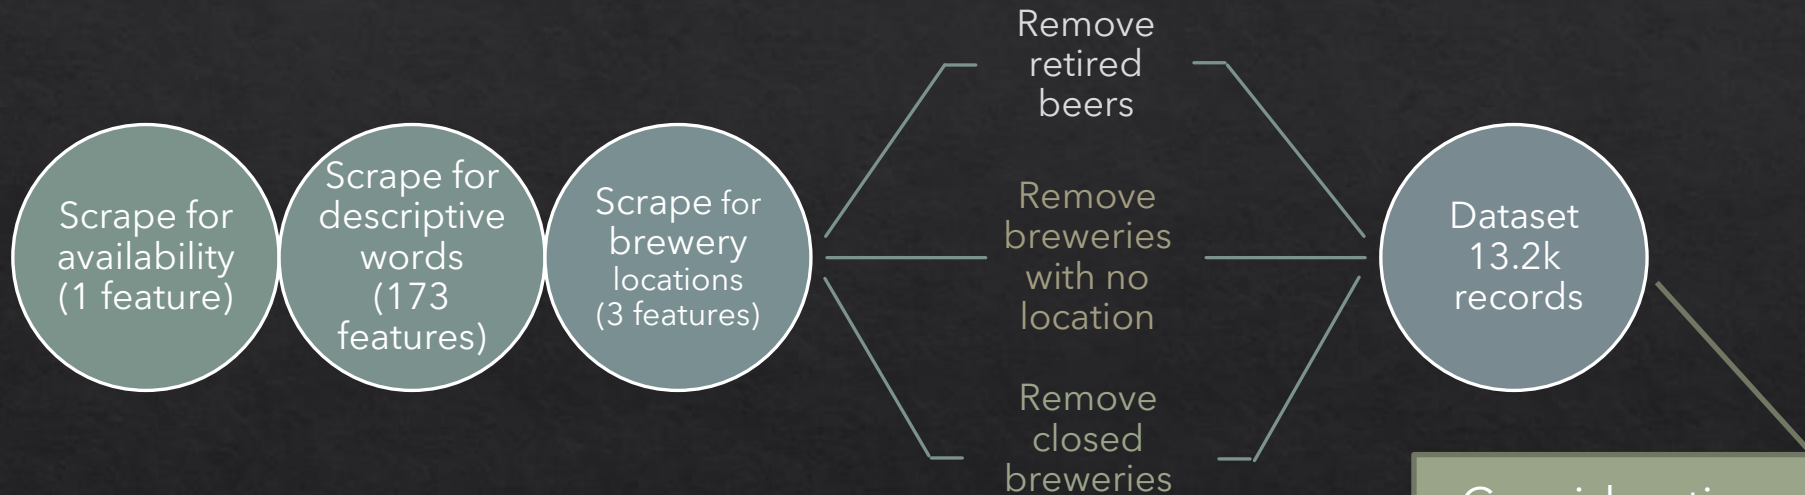 Scrape for
availability
(1 feature)
Scrape for
descriptive
words
(173
features)
Scrape for
brewery
locations
(3 features)
Remove
retired
beers
Remove
breweries
with no
location
Remove
closed
breweries
Dataset
13.2k
records